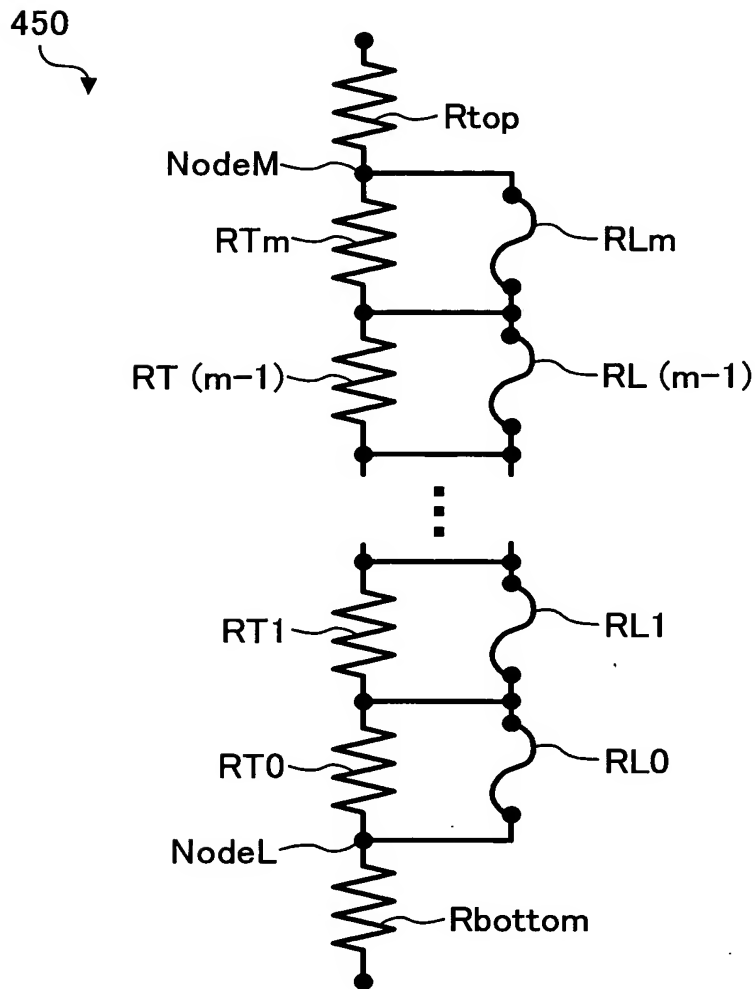 450
Rtop
NodeM
RTm
RLm
RT (m-1)
RL (m-1)
RT1
RL1
RT0
RL0
NodeL
Rbottom